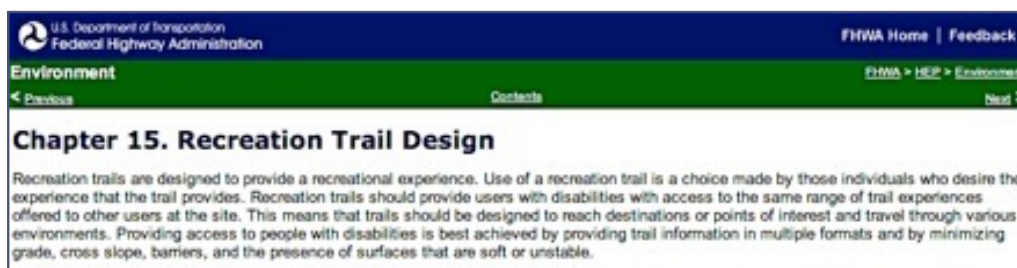 U.S. Department of Transportation
Federal Highway Administration
FHWA Home | Feedback
Environment
FHWA > HEP > Environmen
< Previous
Contents
Next >
Chapter 15. Recreation Trail Design
Recreation trails are designed to provide a recreational experience. Use of a recreation trail is a choice made by those individuals who desire the
experience that the trail provides. Recreation trails should provide users with disabilities with access to the same range of trail experiences
offered to other users at the site. This means that trails should be designed to reach destinations or points of interest and travel through various
environments. Providing access to people with disabilities is best achieved by providing trail information in multiple formats and by minimizing
grade, cross slope, barriers, and the presence of surfaces that are soft or unstable.